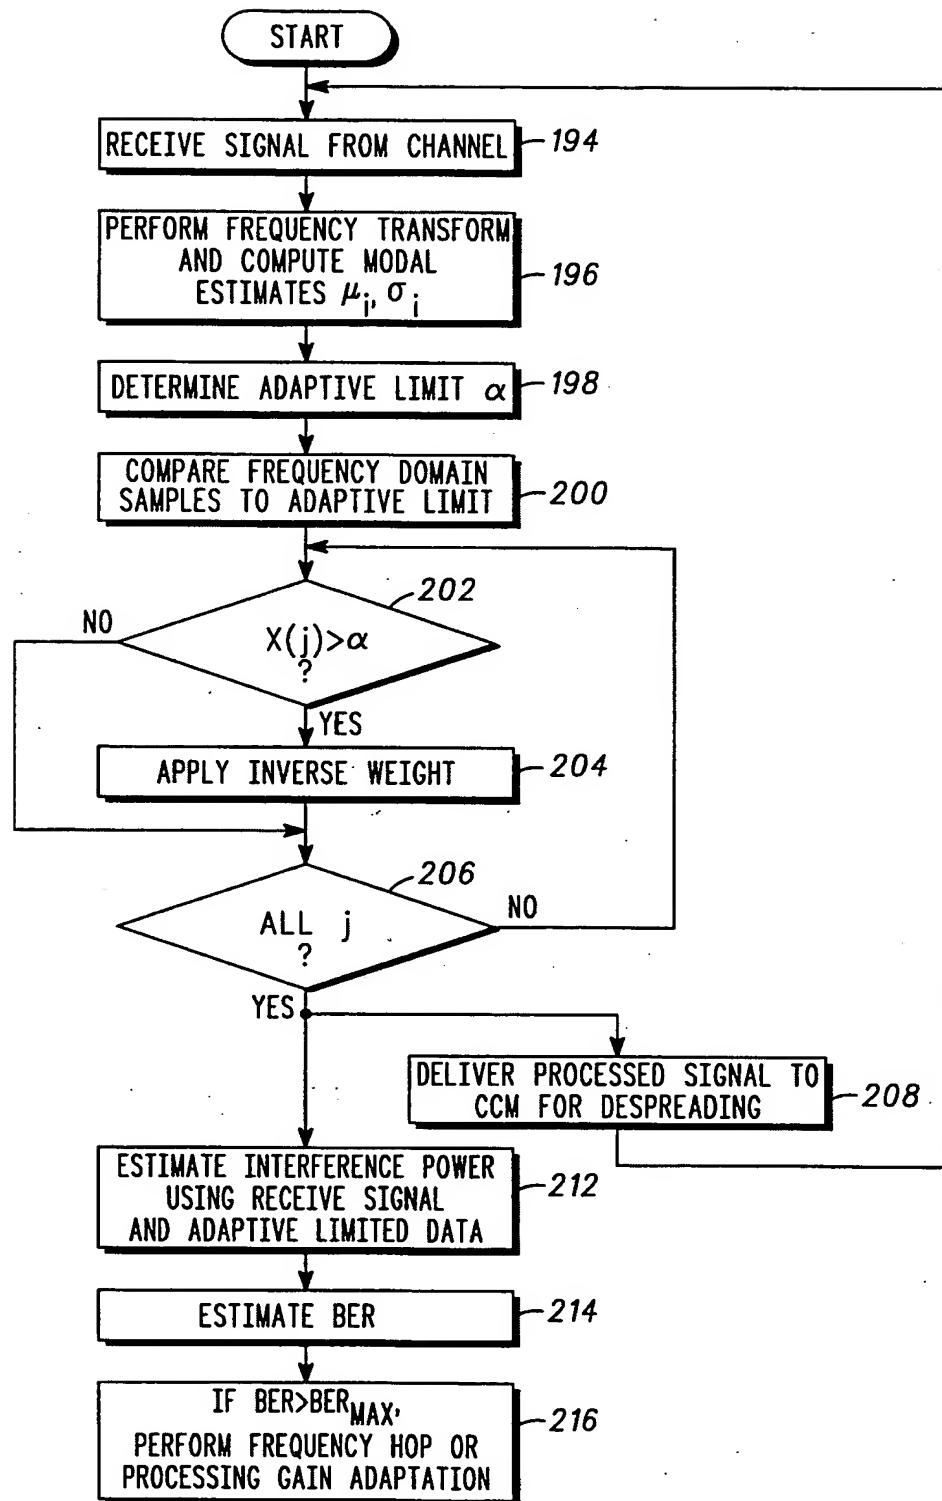 START
RECEIVE SIGNAL FROM CHANNEL
194
PERFORM FREQUENCY TRANSFORM
AND COMPUTE MODAL
ESTIMATES μi, σi
196
DETERMINE ADAPTIVE LIMIT α
198
COMPARE FREQUENCY DOMAIN
SAMPLES TO ADAPTIVE LIMIT
200
202
NO
X(j)>α
?
YES
APPLY INVERSE WEIGHT
204
206
ALL j
?
NO
YES
DELIVER PROCESSED SIGNAL TO
CCM FOR DESPREADING
208
ESTIMATE INTERFERENCE POWER
USING RECEIVE SIGNAL
AND ADAPTIVE LIMITED DATA
212
ESTIMATE BER
214
IF BER>BERMAX,
PERFORM FREQUENCY HOP OR
PROCESSING GAIN ADAPTATION
216